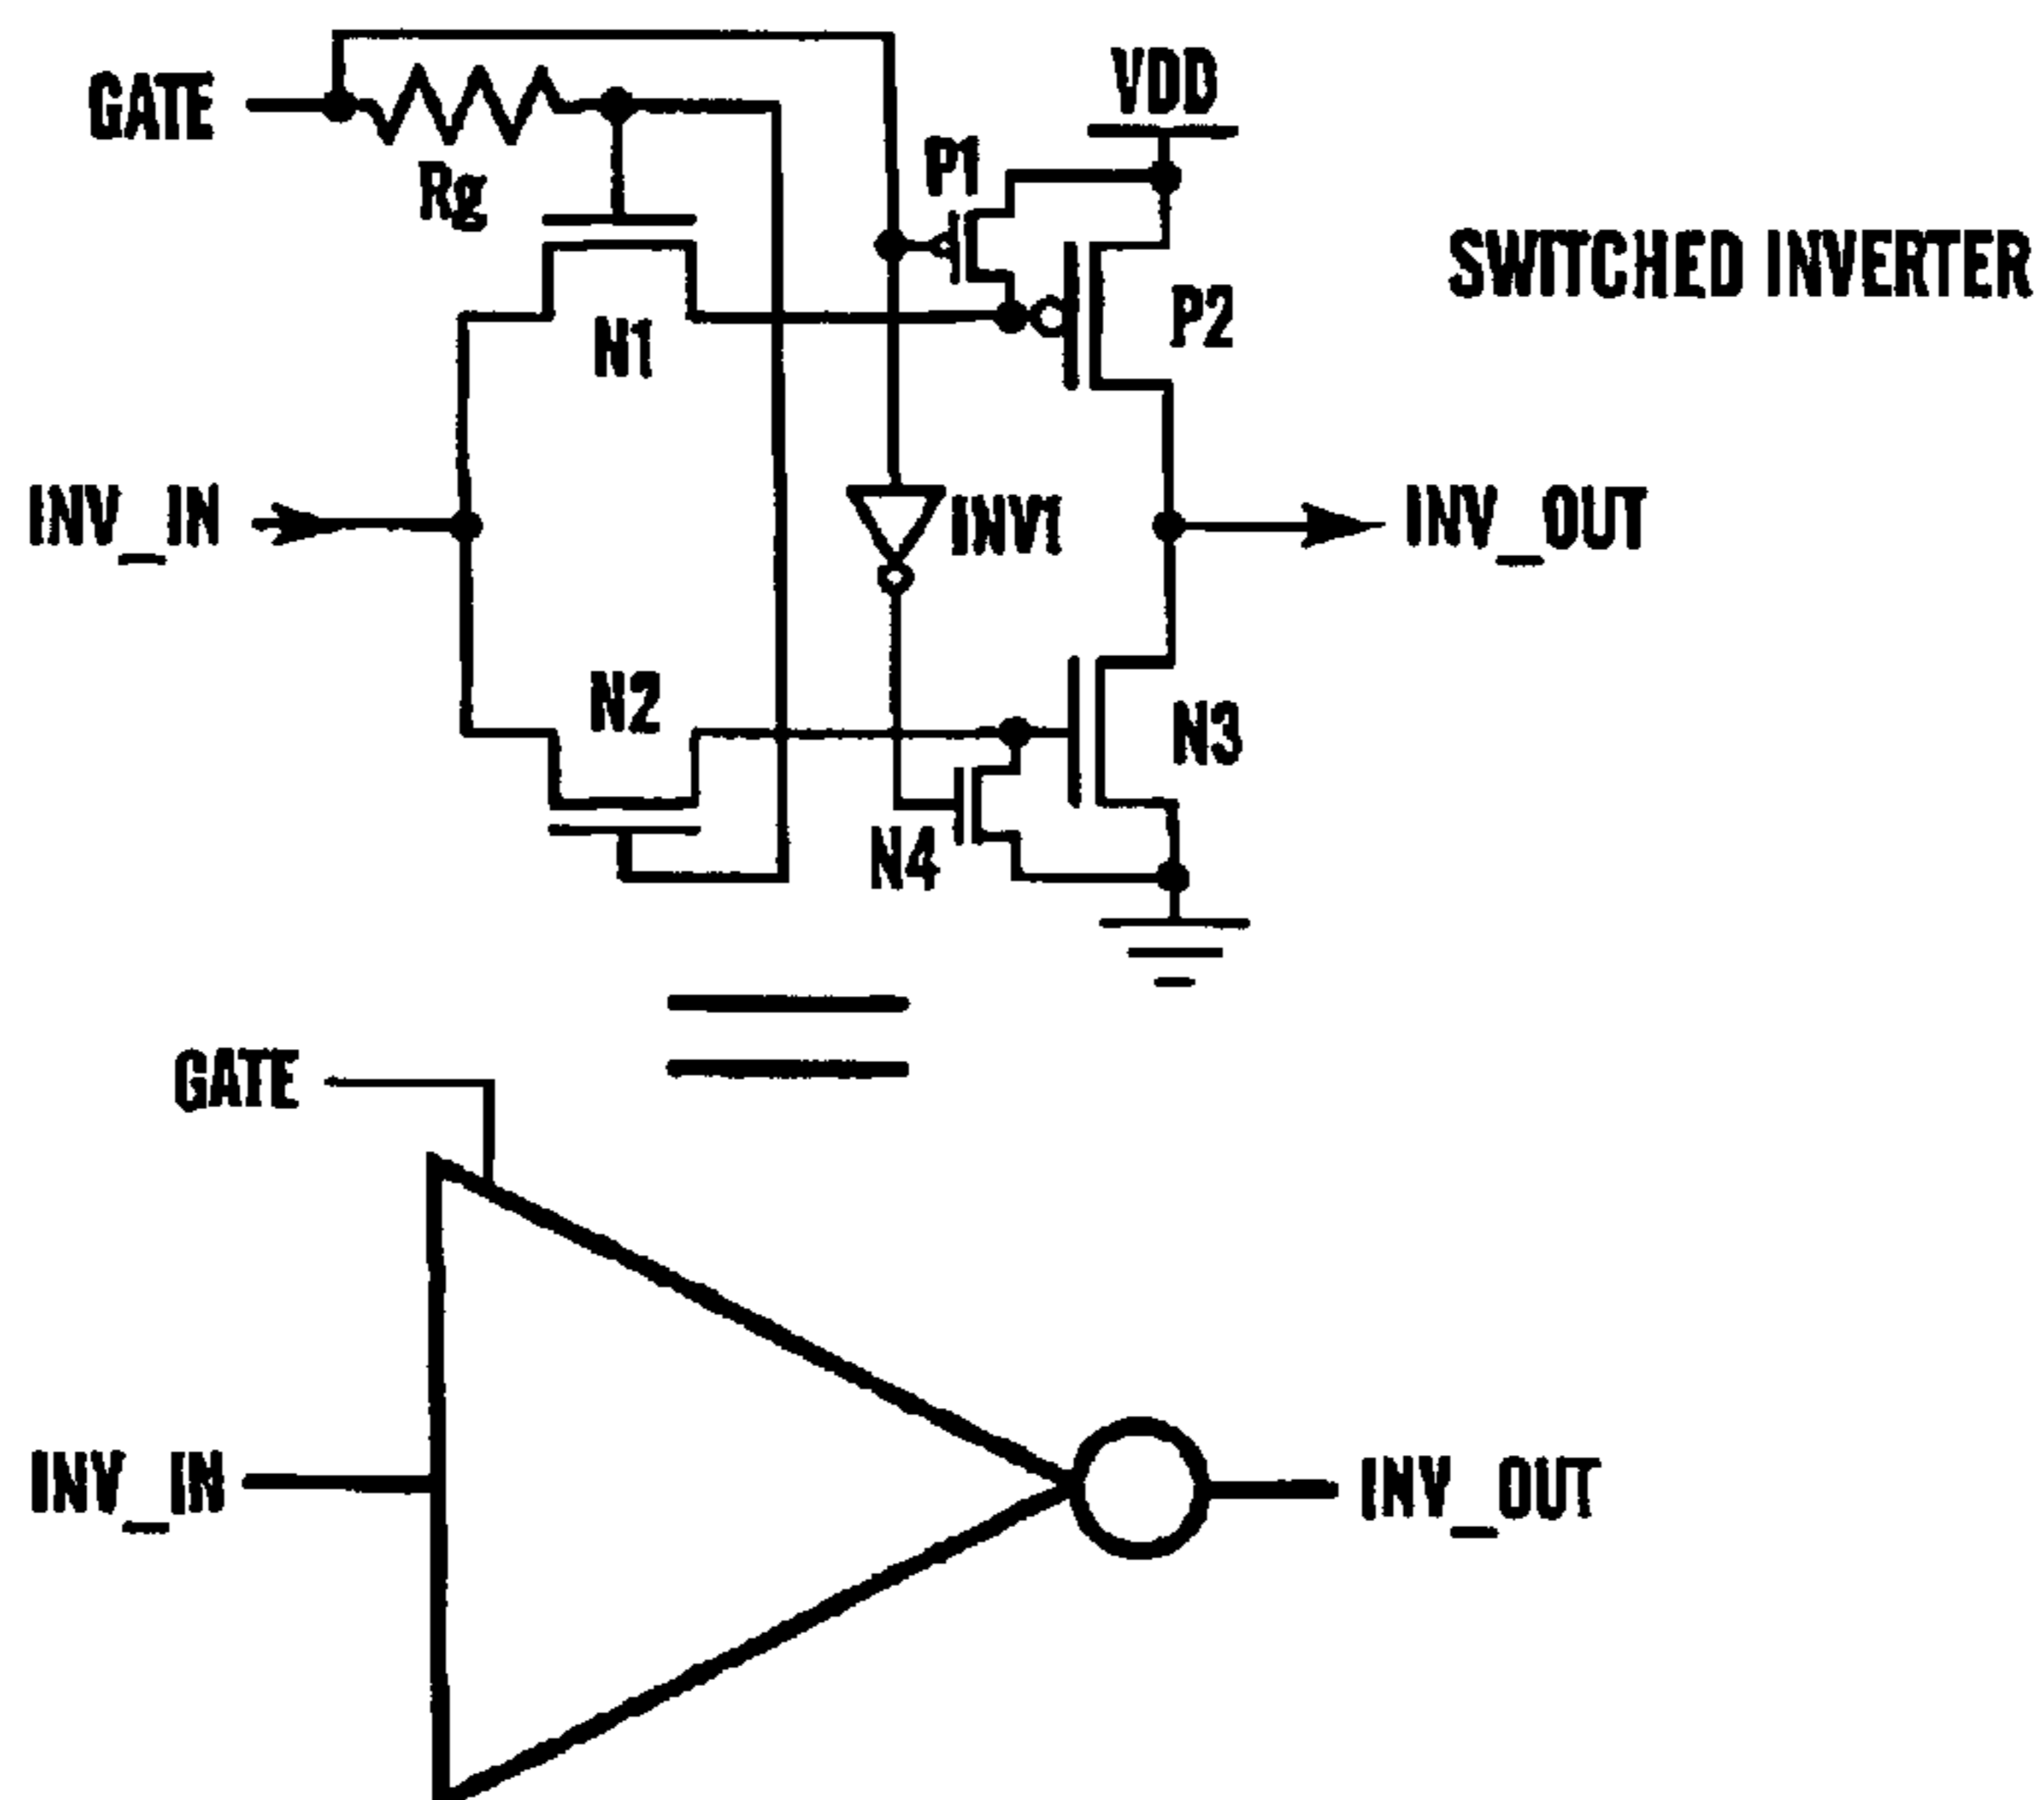 GATE
VDD
P1
Rg
SWITCHED INVERTER
P2
N1
INV_IN
INV1
INV_OUT
N2
N3
N4
GATE
INV_IN
INV_OUT